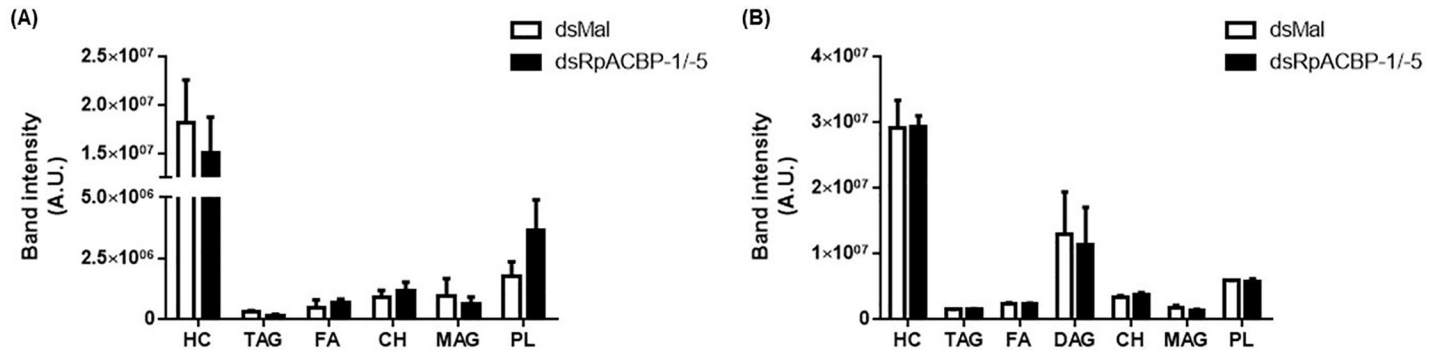 (A)
dsMal
dsRpACBP-1/-5
Band intensity
(A.U.)
2.5×10⁰⁷
2.0×10⁰⁷
1.5×10⁰⁷
5.0×10⁰⁶
2.5×10⁰⁶
0
HC TAG FA CH MAG PL
(B)
dsMal
dsRpACBP-1/-5
Band intensity
(A.U.)
4×10⁰⁷
3×10⁰⁷
2×10⁰⁷
1×10⁰⁷
0
HC TAG FA DAG CH MAG PL